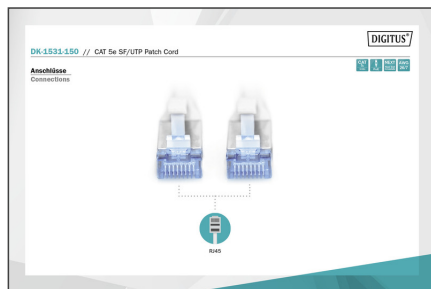 DIGITUS®
DK-1531-150 // CAT 5e SF/UTP Patch Cord
Anschlüsse
Connections
RJ45